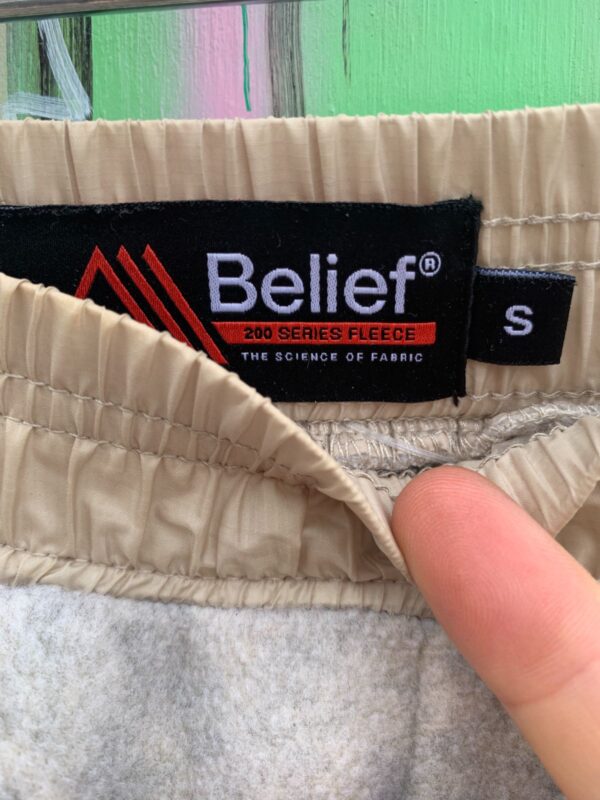 Belief®
200 SERIES FLEECE
THE SCIENCE OF FABRIC
S